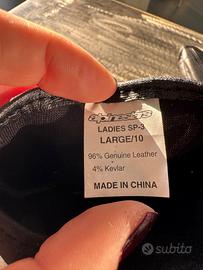 alpinestars
LADIES SP-3
LARGE/10
96% Genuine Leather
4% Kevlar
MADE IN CHINA
subito